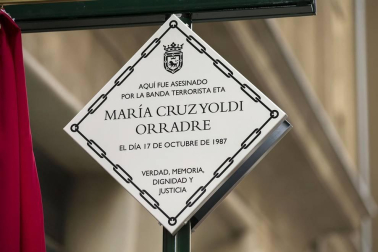 AQUÍ FUE ASESINADO
POR LA BANDA TERRORISTA ETA
MARÍA CRUZ YOLDI
ORRADRE
EL DÍA 17 DE OCTUBRE DE 1987
VERDAD, MEMORIA,
DIGNIDAD Y
JUSTICIA